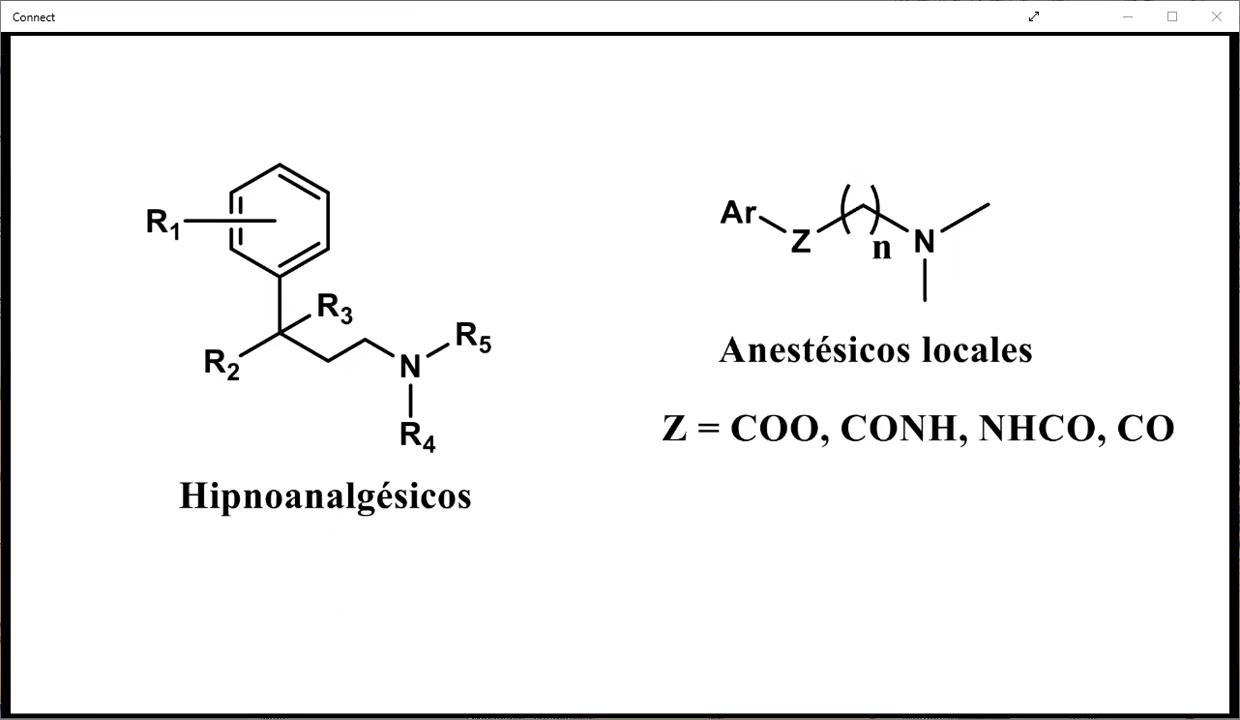 Connect
R1
R3
R2
N
R5
R4
Hipnoanalgésicos
Ar
Z
( )n
N
Anestésicos locales
Z = COO, CONH, NHCO, CO